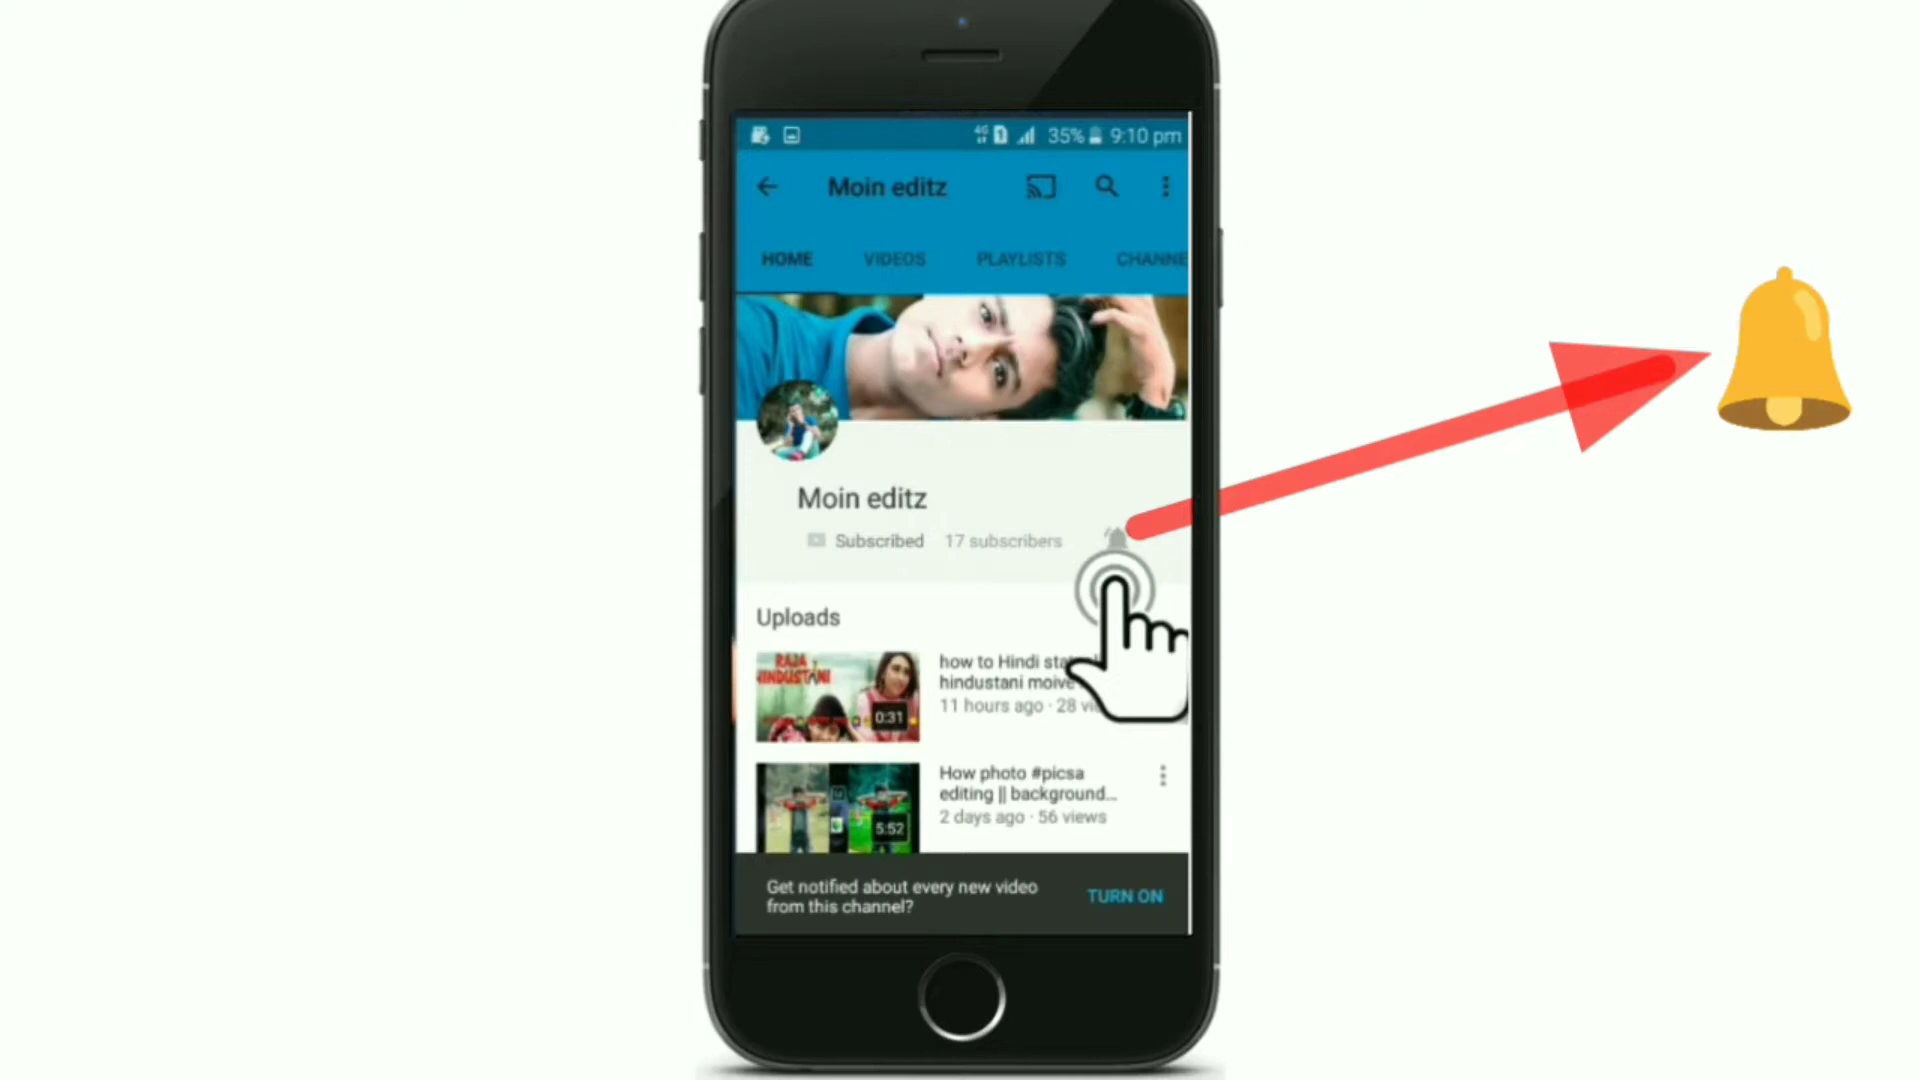 35% 9:10 pm
Moin editz
HOME VIDEOS PLAYLISTS CHANNE
Moin editz
Subscribed 17 subscribers
Uploads
RAJA
HINDUSTANI
0:31
how to Hindi
hindustani moive
11 hours ago · 28
How photo #picsa
editing || background...
2 days ago · 56 views
5:52
Get notified about every new video
from this channel?
TURN ON